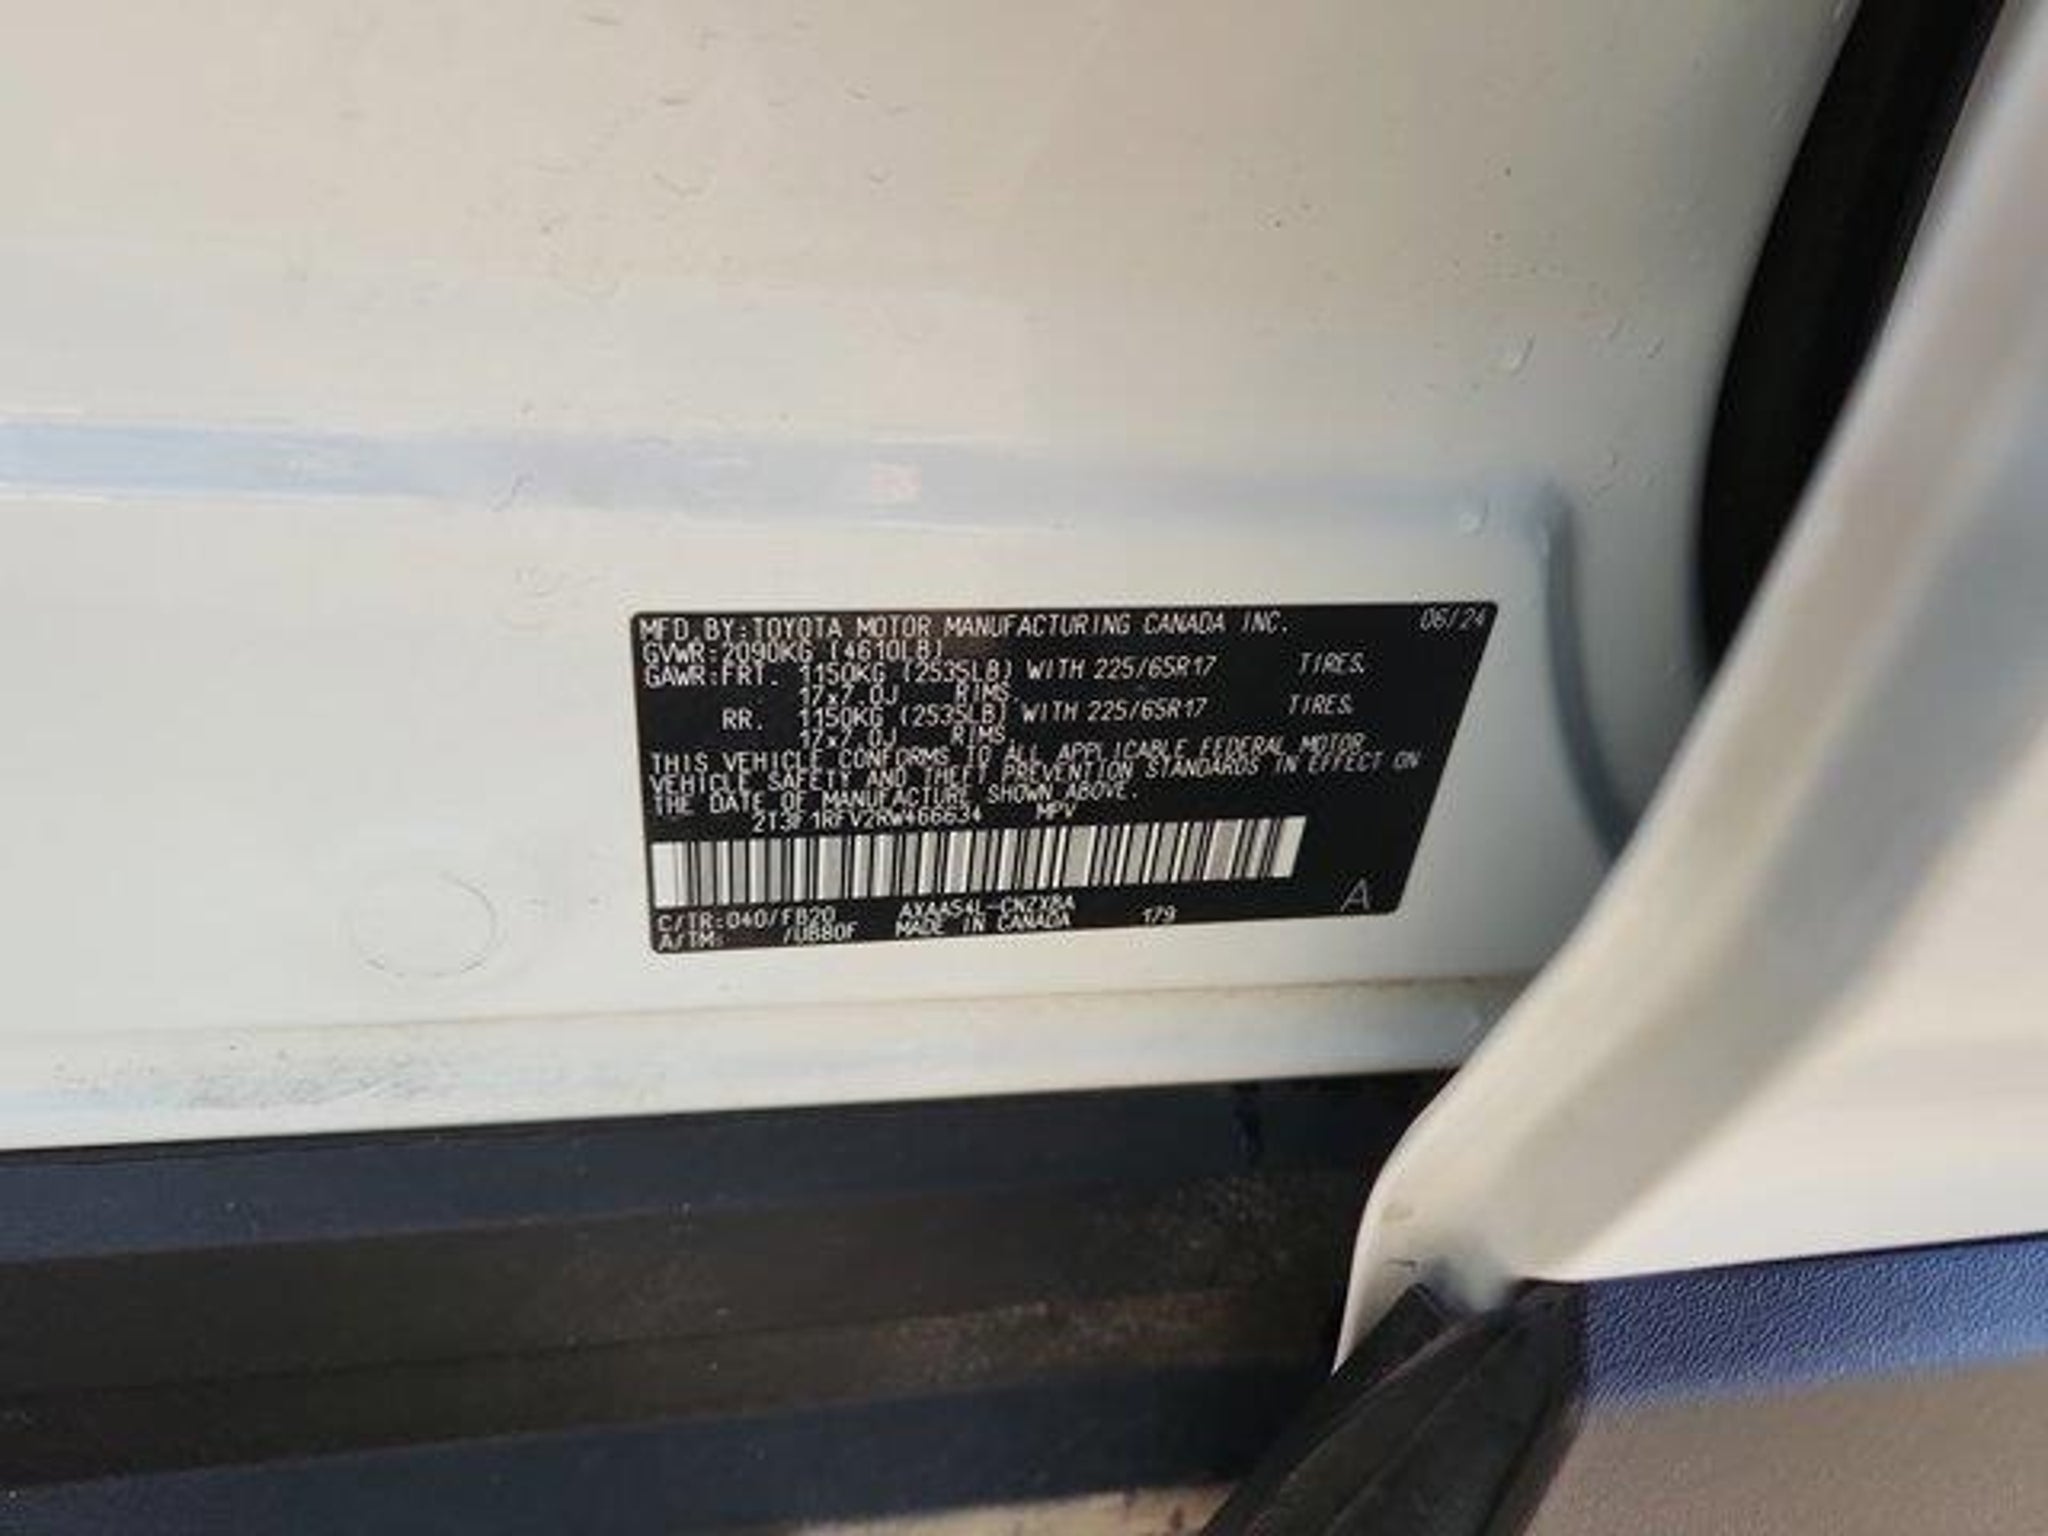 MFD.BY:TOYOTA MOTOR MANUFACTURING CANADA INC. 06/24
GVWR:2090KG (4610LB)
GAWR:FRT. 1150KG (2535LB) WITH 225/65R17 TIRES,
17x7.0J RIMS,
RR. 1150KG (2535LB) WITH 225/65R17 TIRES,
17x7.0J RIMS,
THIS VEHICLE CONFORMS TO ALL APPLICABLE FEDERAL MOTOR
VEHICLE SAFETY AND THEFT PREVENTION STANDARDS IN EFFECT ON
THE DATE OF MANUFACTURE SHOWN ABOVE.
2T3F1RFV2RW466634 MPV
C/TR:040/FB20 179 A
A/TM: /UB80F MADE IN CANADA